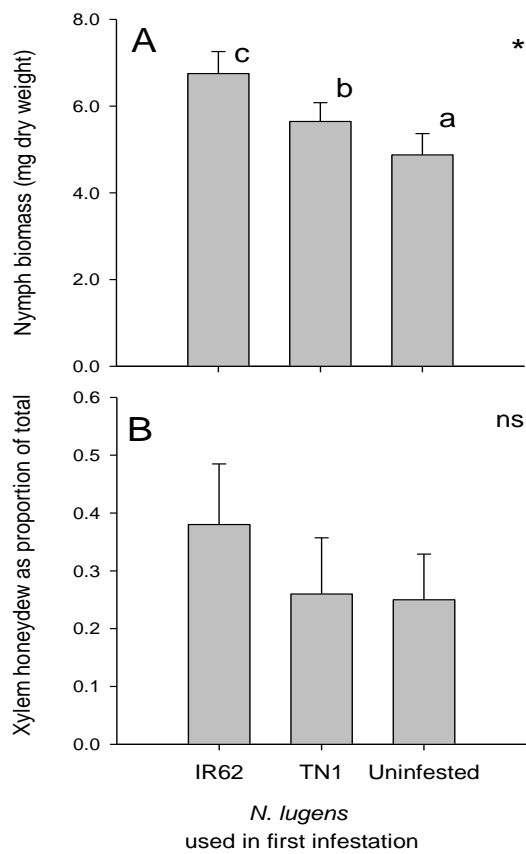 A
*
8.0
6.0
4.0
2.0
0.0
Nymph biomass (mg dry weight)
c
b
a
B
ns
0.6
0.5
0.4
0.3
0.2
0.1
0.0
Xylem honeydew as proportion of total
IR62 TN1 Uninfested
N. lugens
used in first infestation